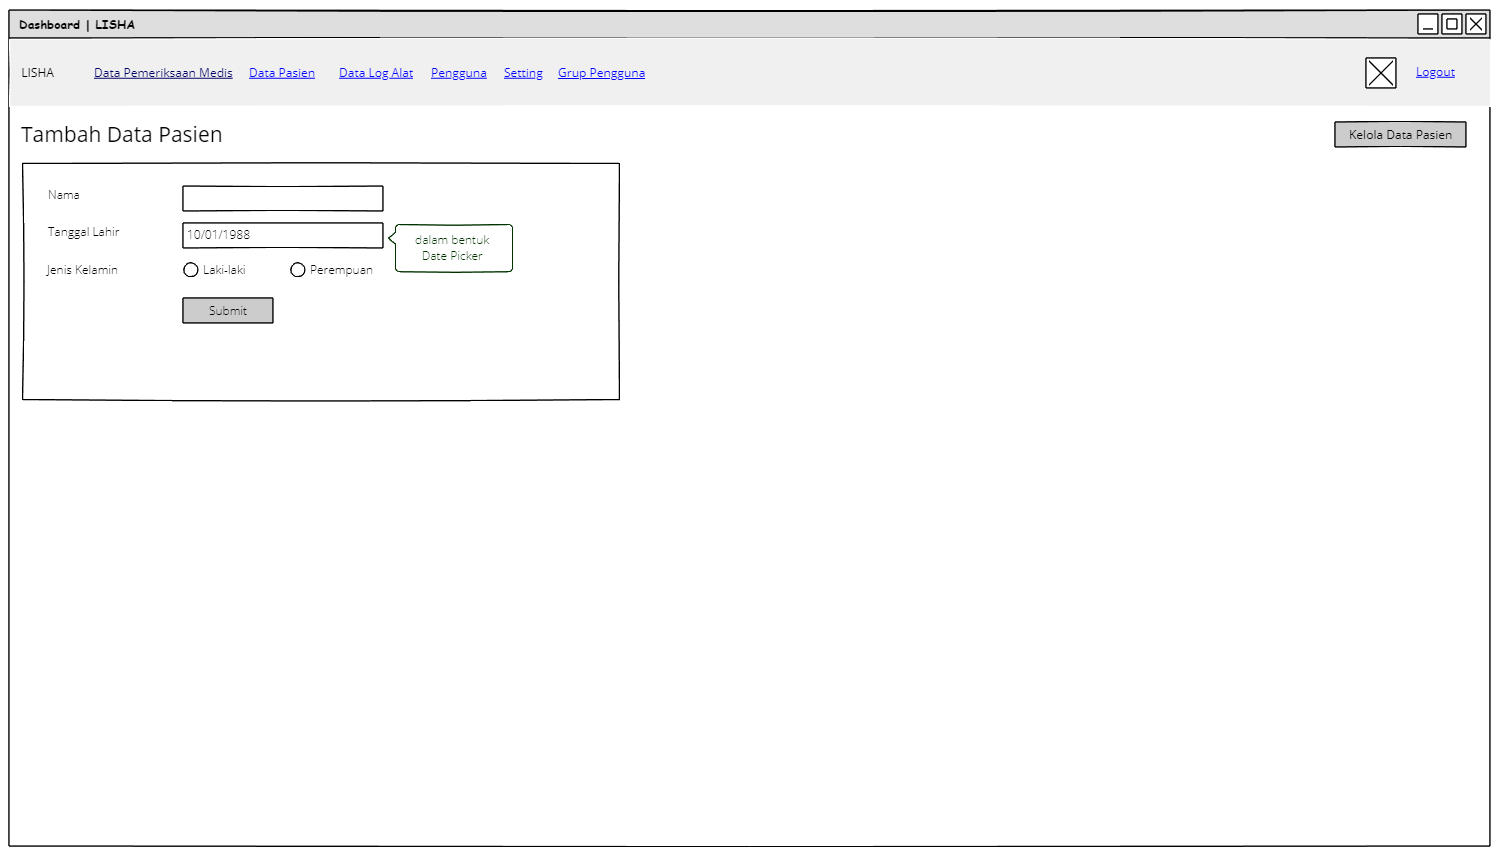 Dashboard | LISHA
LISHA Data Pemeriksaan Medis Data Pasien Data Log Alat Pengguna Setting Grup Pengguna Logout
Tambah Data Pasien Kelola Data Pasien
Nama
Tanggal Lahir 10/01/1988
dalam bentuk
Date Picker
Jenis Kelamin Laki-laki Perempuan
Submit